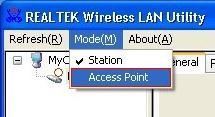 REALTEK Wireless LAN Utility
Refresh(R) Mode(M) About(A)
Station
Access Point
General